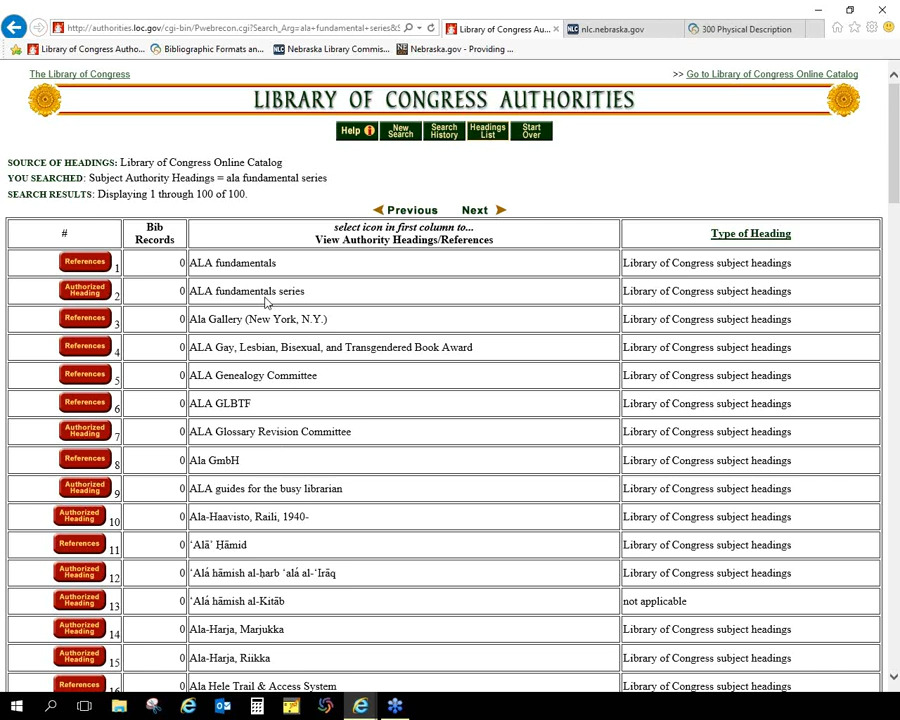 http://authorities.loc.gov/cgi-bin/Pwebrecon.cgi?Search_Arg=ala+fundamental+series&S
Library of Congress Au...
nlc.nebraska.gov
300 Physical Description
Library of Congress Autho...
Bibliographic Formats an...
Nebraska Library Commis...
Nebraska.gov - Providing ...
The Library of Congress
>> Go to Library of Congress Online Catalog
LIBRARY OF CONGRESS AUTHORITIES
Help
New Search
Search History
Headings List
Start Over
SOURCE OF HEADINGS: Library of Congress Online Catalog
YOU SEARCHED: Subject Authority Headings = ala fundamental series
SEARCH RESULTS: Displaying 1 through 100 of 100.
Previous Next
# Bib Records select icon in first column to... View Authority Headings/References Type of Heading
References 1 0 ALA fundamentals Library of Congress subject headings
Authorized Heading 2 0 ALA fundamentals series Library of Congress subject headings
References 3 0 Ala Gallery (New York, N.Y.) Library of Congress subject headings
References 4 0 ALA Gay, Lesbian, Bisexual, and Transgendered Book Award Library of Congress subject headings
References 5 0 ALA Genealogy Committee Library of Congress subject headings
References 6 0 ALA GLBTF Library of Congress subject headings
Authorized Heading 7 0 ALA Glossary Revision Committee Library of Congress subject headings
References 8 0 Ala GmbH Library of Congress subject headings
Authorized Heading 9 0 ALA guides for the busy librarian Library of Congress subject headings
Authorized Heading 10 0 Ala-Haavisto, Raili, 1940- Library of Congress subject headings
References 11 0 ʻAlāʼ Ḥāmid Library of Congress subject headings
Authorized Heading 12 0 ʻAlá hāmish al-ḥarb ʻalá al-ʻIrāq Library of Congress subject headings
Authorized Heading 13 0 ʻAlá hāmish al-Kitāb not applicable
Authorized Heading 14 0 Ala-Harja, Marjukka Library of Congress subject headings
Authorized Heading 15 0 Ala-Harja, Riikka Library of Congress subject headings
References 16 0 Ala Hele Trail & Access System Library of Congress subject headings